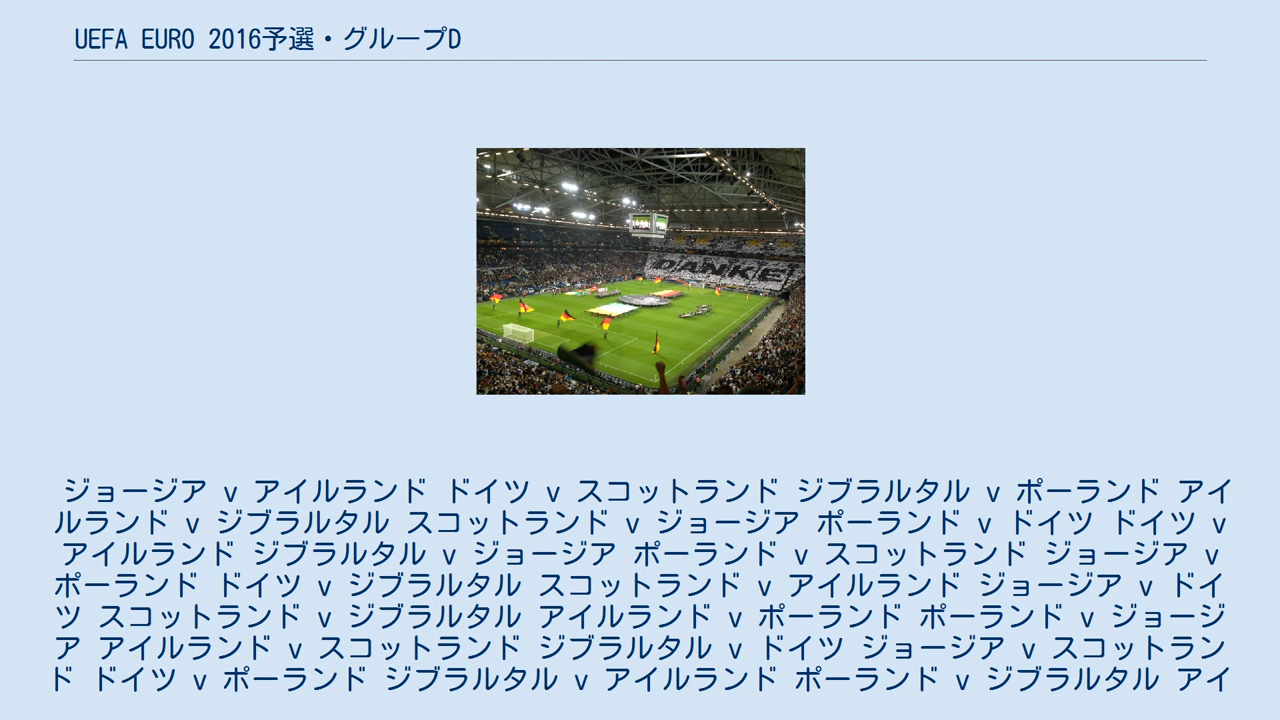 UEFA EURO 2016予選・グループD
DANKE
ジョージア v アイルランド ドイツ v スコットランド ジブラルタル v ポーランド アイ
ルランド v ジブラルタル スコットランド v ジョージア ポーランド v ドイツ ドイツ v
アイルランド ジブラルタル v ジョージア ポーランド v スコットランド ジョージア v
ポーランド ドイツ v ジブラルタル スコットランド v アイルランド ジョージア v ドイ
ツ スコットランド v ジブラルタル アイルランド v ポーランド ポーランド v ジョージ
ア アイルランド v スコットランド ジブラルタル v ドイツ ジョージア v スコットラン
ド ドイツ v ポーランド ジブラルタル v アイルランド ポーランド v ジブラルタル アイ